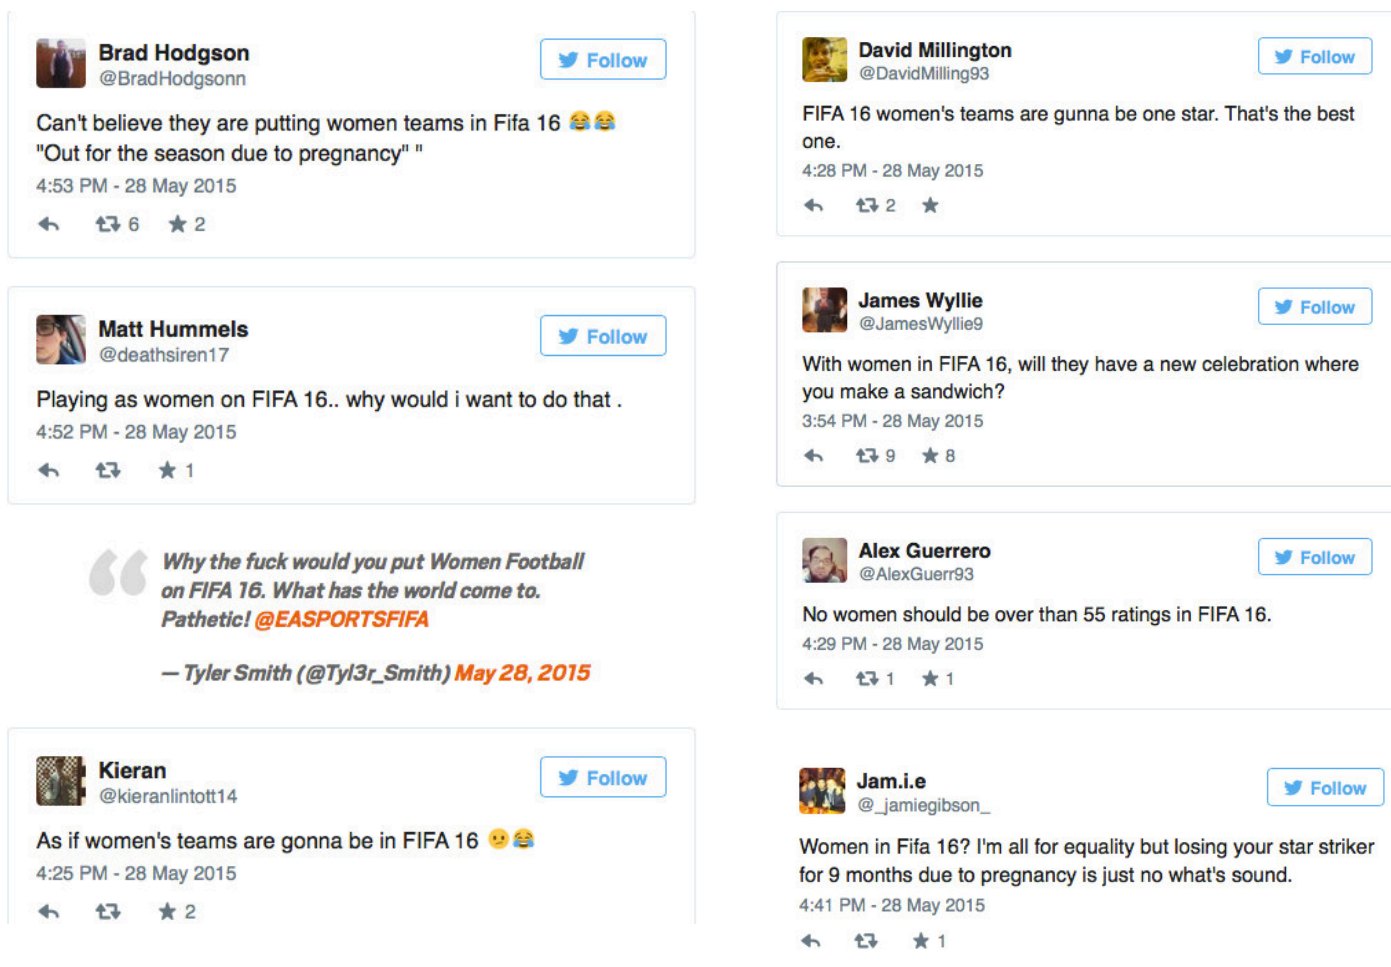 Brad Hodgson
@BradHodgsonn
Follow
Can't believe they are putting women teams in Fifa 16 😂😂
"Out for the season due to pregnancy" "
4:53 PM - 28 May 2015
6 2
Matt Hummels
@deathsiren17
Follow
Playing as women on FIFA 16.. why would i want to do that .
4:52 PM - 28 May 2015
1
“ Why the fuck would you put Women Football
on FIFA 16. What has the world come to.
Pathetic! @EASPORTSFIFA
— Tyler Smith (@Tyl3r_Smith) May 28, 2015
Kieran
@kieranlintott14
Follow
As if women's teams are gonna be in FIFA 16 😕😂
4:25 PM - 28 May 2015
2
David Millington
@DavidMilling93
Follow
FIFA 16 women's teams are gunna be one star. That's the best
one.
4:28 PM - 28 May 2015
2
James Wyllie
@JamesWyllie9
Follow
With women in FIFA 16, will they have a new celebration where
you make a sandwich?
3:54 PM - 28 May 2015
9 8
Alex Guerrero
@AlexGuerr93
Follow
No women should be over than 55 ratings in FIFA 16.
4:29 PM - 28 May 2015
1 1
Jam.i.e
@_jamiegibson_
Follow
Women in Fifa 16? I'm all for equality but losing your star striker
for 9 months due to pregnancy is just no what's sound.
4:41 PM - 28 May 2015
1